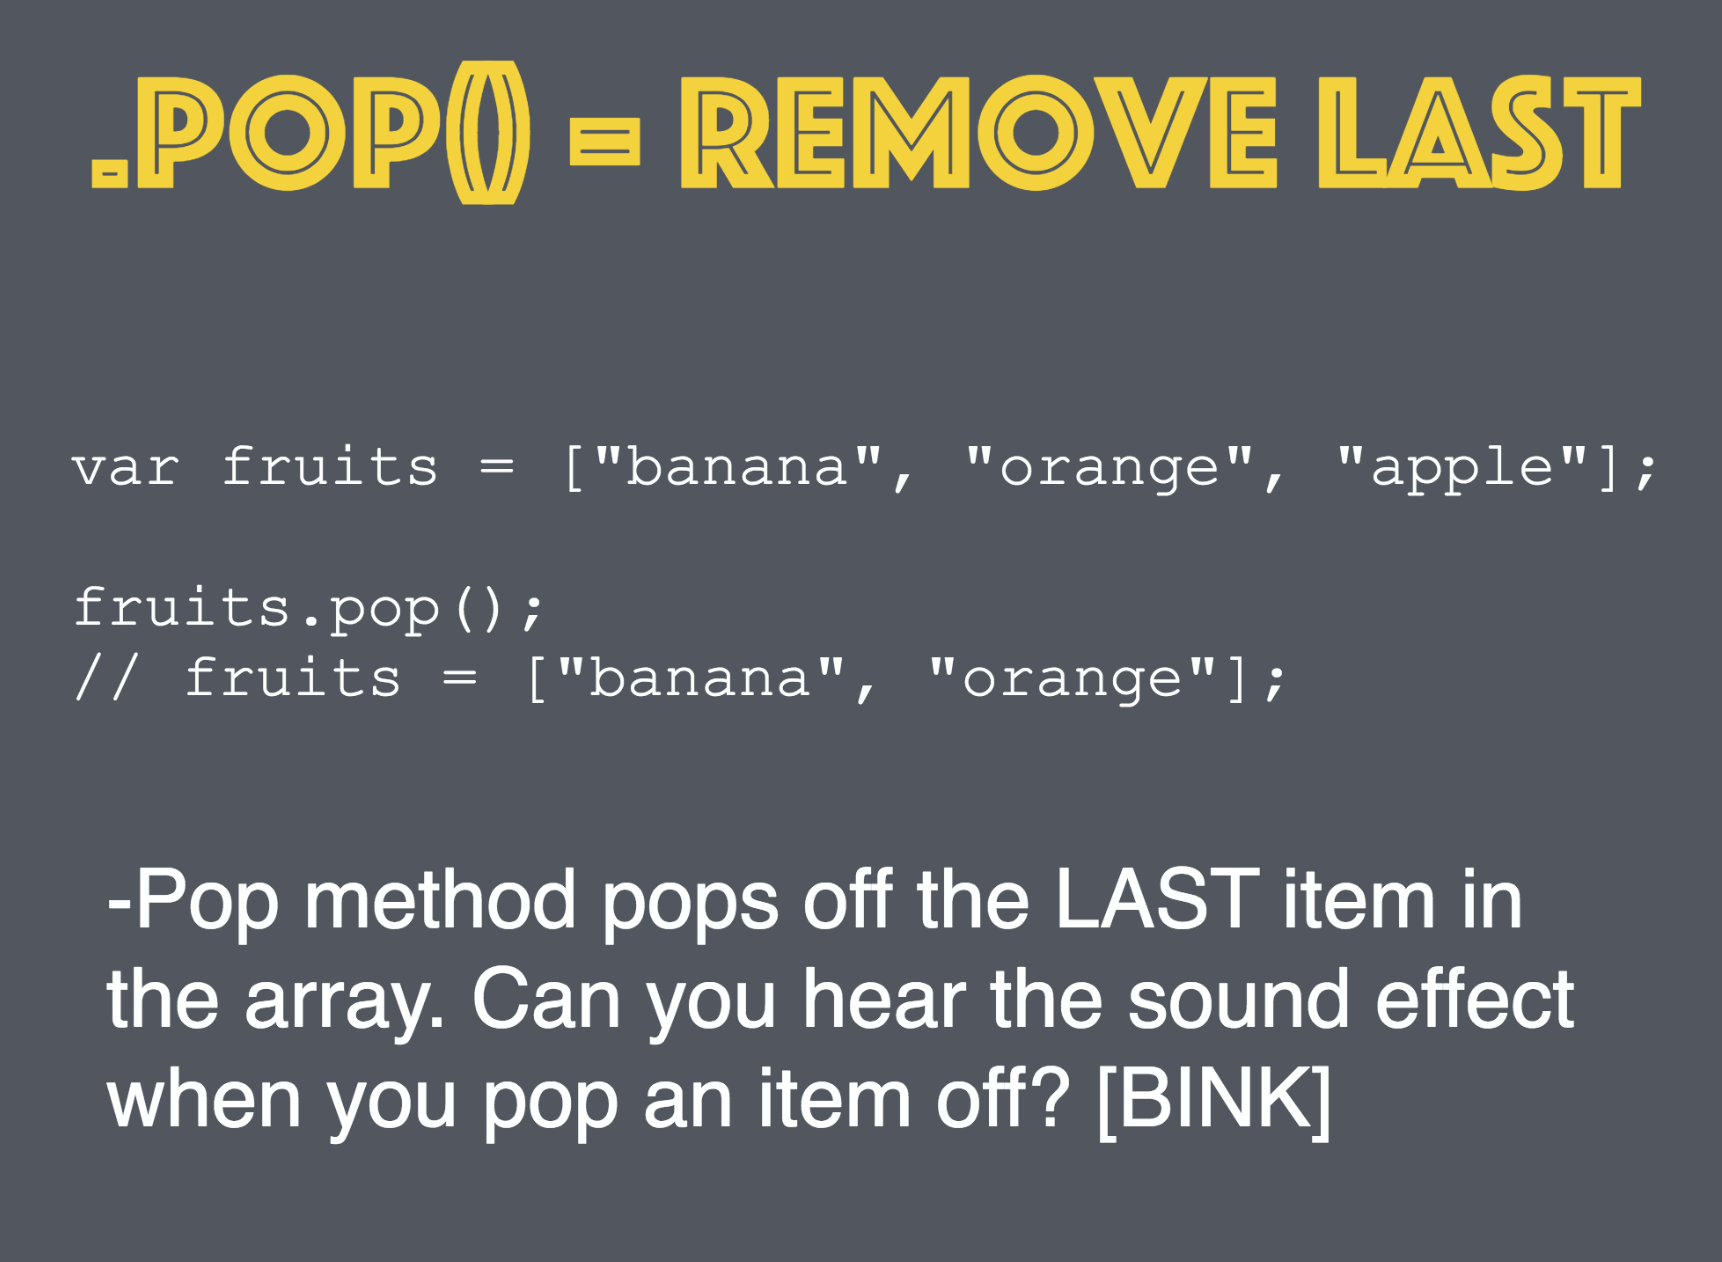 .POP() = REMOVE LAST
var fruits = ["banana", "orange", "apple"];
fruits.pop();
// fruits = ["banana", "orange"];
-Pop method pops off the LAST item in
the array. Can you hear the sound effect
when you pop an item off? [BINK]